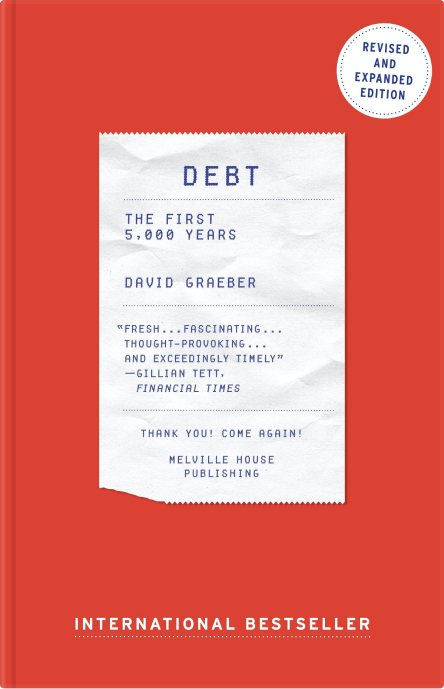 REVISED
AND
EXPANDED
EDITION
DEBT
THE FIRST
5,000 YEARS
DAVID GRAEBER
“FRESH...FASCINATING...
THOUGHT-PROVOKING...
AND EXCEEDINGLY TIMELY”
—GILLIAN TETT,
FINANCIAL TIMES
THANK YOU! COME AGAIN!
MELVILLE HOUSE
PUBLISHING
INTERNATIONAL BESTSELLER